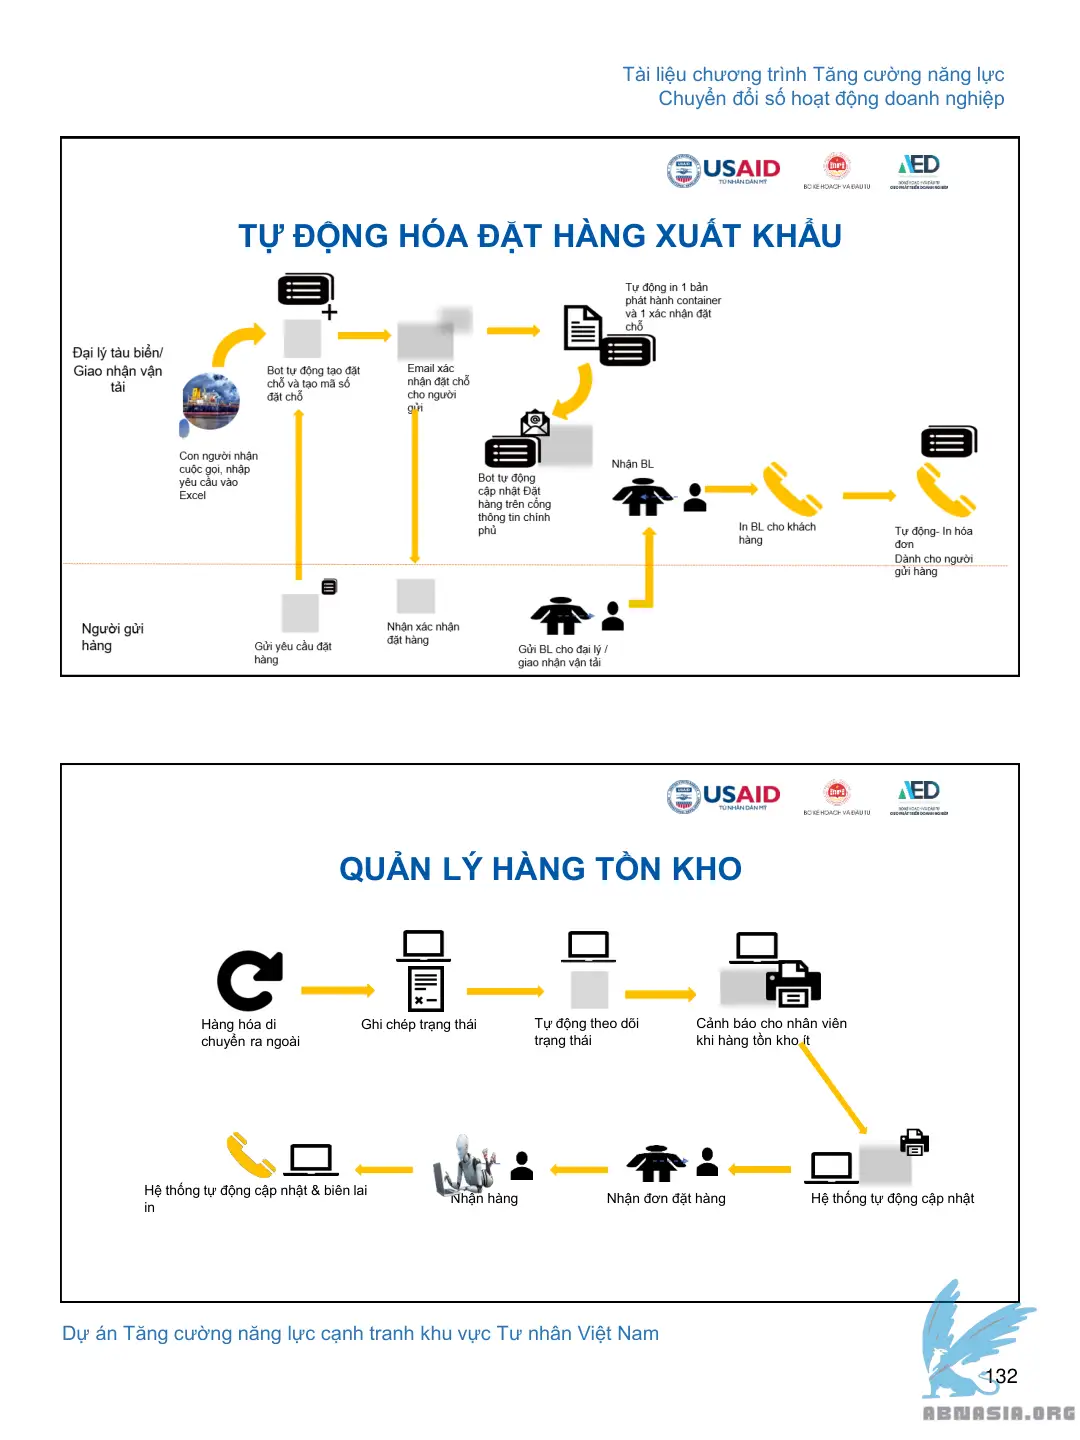 Tài liệu chương trình Tăng cường năng lực
Chuyển đổi số hoạt động doanh nghiệp
USAID
TỪ NHÂN DÂN MỸ
BỘ KẾ HOẠCH VÀ ĐẦU TƯ
AED
TỰ ĐỘNG HÓA ĐẶT HÀNG XUẤT KHẨU
Đại lý tàu biển/
Giao nhận vận
tải
Con người nhận
cuộc gọi, nhập
yêu cầu vào
Excel
Bot tự động tạo đặt
chỗ và tạo mã số
đặt chỗ
Email xác
nhận đặt chỗ
cho người
gửi
Tự động in 1 bản
phát hành container
và 1 xác nhận đặt
chỗ
Bot tự động
cập nhật Đặt
hàng trên cổng
thông tin chính
phủ
Nhận BL
In BL cho khách
hàng
Tự động- In hóa
đơn
Dành cho người
gửi hàng
Người gửi
hàng
Gửi yêu cầu đặt
hàng
Nhận xác nhận
đặt hàng
Gửi BL cho đại lý /
giao nhận vận tải
USAID
TỪ NHÂN DÂN MỸ
BỘ KẾ HOẠCH VÀ ĐẦU TƯ
AED
QUẢN LÝ HÀNG TỒN KHO
Hàng hóa di
chuyển ra ngoài
Ghi chép trạng thái
Tự động theo dõi
trạng thái
Cảnh báo cho nhân viên
khi hàng tồn kho ít
Hệ thống tự động cập nhật & biên lai
in
Nhận hàng
Nhận đơn đặt hàng
Hệ thống tự động cập nhật
Dự án Tăng cường năng lực cạnh tranh khu vực Tư nhân Việt Nam
132
ABNASIA.ORG